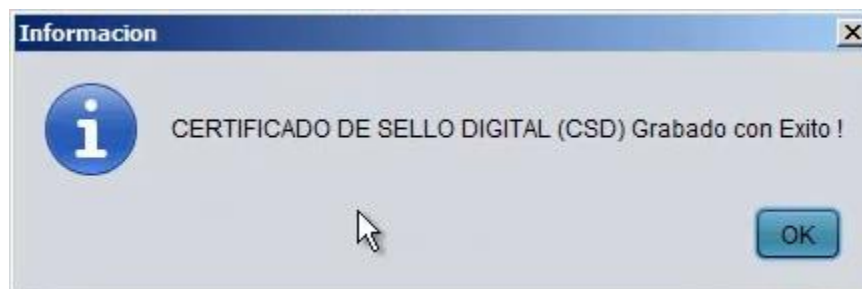 Informacion
CERTIFICADO DE SELLO DIGITAL (CSD) Grabado con Exito !
OK